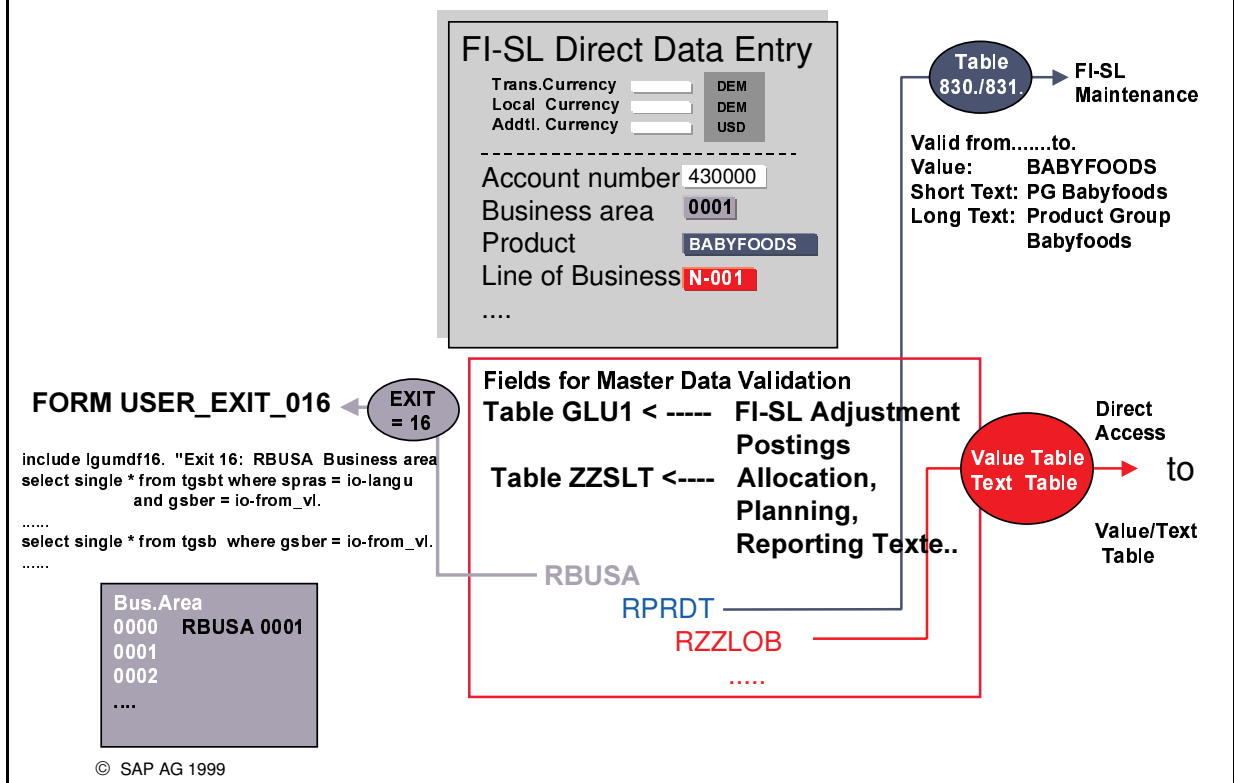 FI-SL Direct Data Entry
Trans.Currency DEM
Local Currency DEM
Addtl. Currency USD
Account number 430000
Business area 0001
Product BABYFOODS
Line of Business N-001
....
Table
830./831.
FI-SL
Maintenance
Valid from.......to.
Value: BABYFOODS
Short Text: PG Babyfoods
Long Text: Product Group
Babyfoods
FORM USER_EXIT_016
EXIT
= 16
include lgumdf16. "Exit 16: RBUSA Business area
select single * from tgsbt where spras = io-langu
and gsber = io-from_vl.
......
select single * from tgsb where gsber = io-from_vl.
......
Fields for Master Data Validation
Table GLU1 < ----- FI-SL Adjustment
Postings
Table ZZSLT <---- Allocation,
Planning,
Reporting Texte..
RBUSA
RPRDT
RZZLOB
.....
Value Table
Text Table
Direct
Access
to
Value/Text
Table
Bus.Area
0000 RBUSA 0001
0001
0002
....
© SAP AG 1999